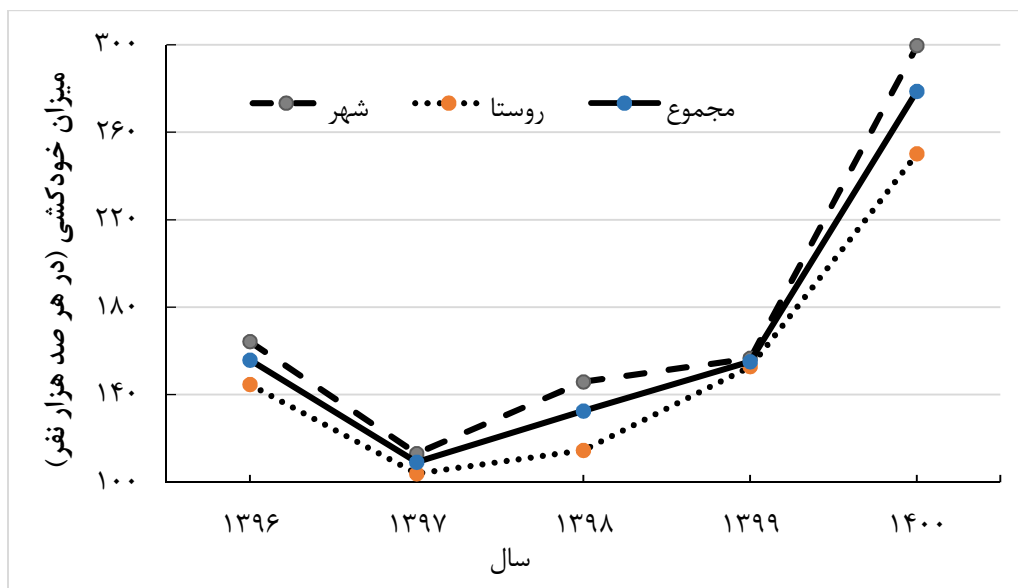 میزان خودکشی (در هر صد هزار نفر)
۳۰۰
۲۶۰
۲۲۰
۱۸۰
۱۴۰
۱۰۰
شهر روستا مجموع
۱۳۹۶ ۱۳۹۷ ۱۳۹۸ ۱۳۹۹ ۱۴۰۰
سال